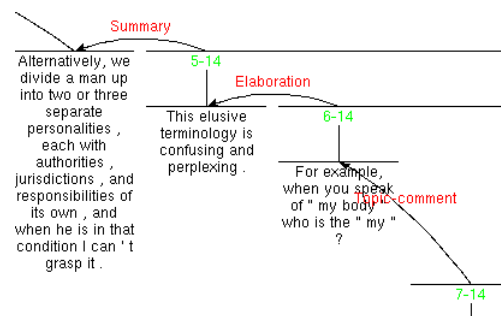 Summary
Alternatively, we
divide a man up
into two or three
separate
personalities ,
each with
authorities ,
jurisdictions , and
responsibilities of
its own , and
when he is in that
condition I can ' t
grasp it .
5-14
Elaboration
This elusive
terminology is
confusing and
perplexing .
6-14
For example,
when you speak
of " my body "
who is the " my "
?
Topic-comment
7-14